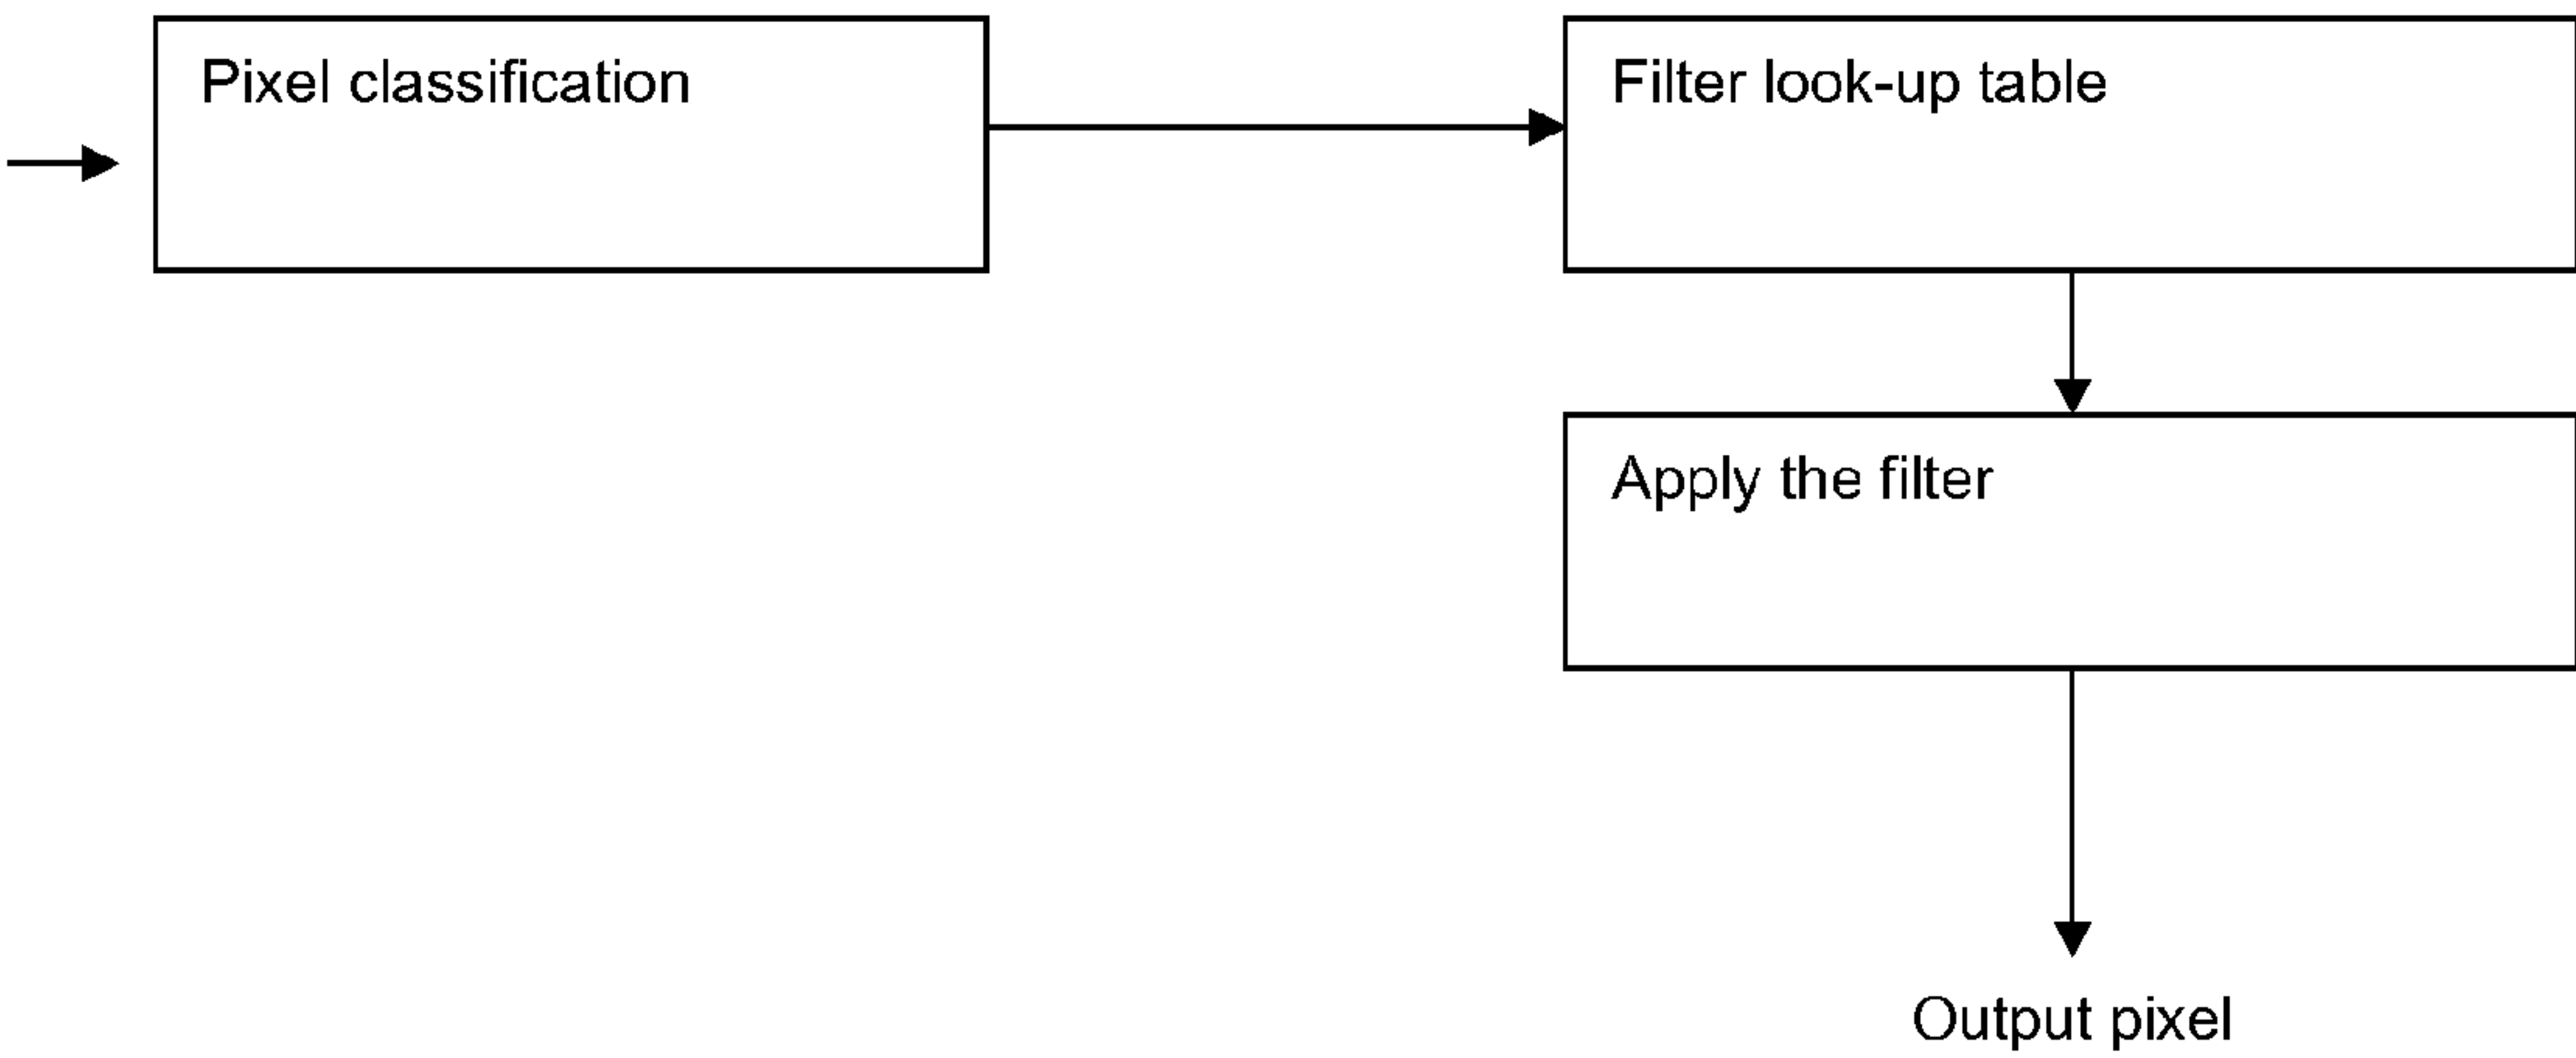 Pixel classification
Filter look-up table
Apply the filter
Output pixel